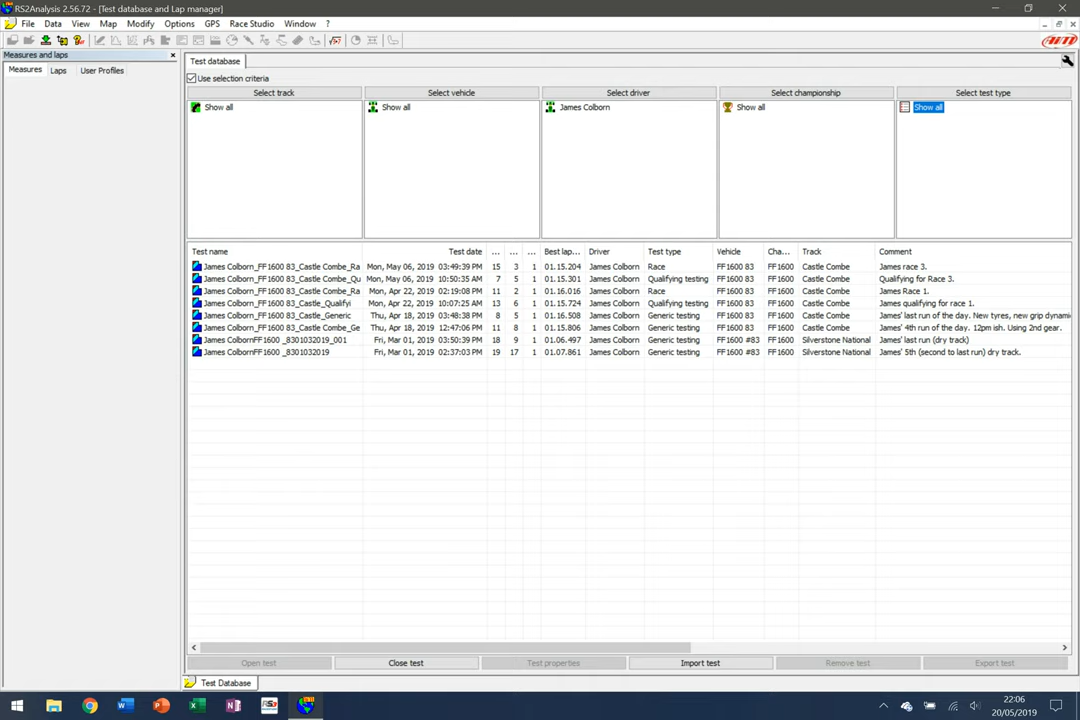 RS2Analysis 2.56.72 - [Test database and Lap manager]
File Data View Map Modify Options GPS Race Studio Window ?
Measures and laps
Measures Laps User Profiles
Test database
Use selection criteria
Select track Select vehicle Select driver Select championship Select test type
Show all Show all James Colborn Show all Show all
Test name Test date ... ... ... Best lap... Driver Test type Vehicle Cha... Track Comment
James Colborn_FF1600 83_Castle Combe_Ra Mon, May 06, 2019 03:49:39 PM 15 3 1 01.15.204 James Colborn Race FF1600 83 FF1600 Castle Combe James race 3.
James Colborn_FF1600 83_Castle Combe_Qu Mon, May 06, 2019 10:50:35 AM 7 5 1 01.15.301 James Colborn Qualifying testing FF1600 83 FF1600 Castle Combe Qualifying for Race 3.
James Colborn_FF1600 83_Castle Combe_Ra Mon, Apr 22, 2019 02:19:08 PM 11 2 1 01.16.016 James Colborn Race FF1600 83 FF1600 Castle Combe James Race 1.
James Colborn_FF1600 83_Castle_Qualifyi Mon, Apr 22, 2019 10:07:25 AM 13 6 1 01.15.724 James Colborn Qualifying testing FF1600 83 FF1600 Castle Combe James qualifying for race 1.
James Colborn_FF1600 83_Castle_Generic Thu, Apr 18, 2019 03:48:38 PM 8 5 1 01.16.508 James Colborn Generic testing FF1600 83 FF1600 Castle Combe James' last run of the day. New tyres, new grip dynami
James Colborn_FF1600 83_Castle Combe_Ge Thu, Apr 18, 2019 12:47:06 PM 11 8 1 01.15.806 James Colborn Generic testing FF1600 83 FF1600 Castle Combe James' 4th run of the day. 12pm ish. Using 2nd gear.
James ColbornFF1600 _8301032019_001 Fri, Mar 01, 2019 03:50:39 PM 18 9 1 01.06.497 James Colborn Generic testing FF1600 #83 FF1600 Silverstone National James' last run (dry track)
James ColbornFF1600 _8301032019 Fri, Mar 01, 2019 02:37:03 PM 19 17 1 01.07.861 James Colborn Generic testing FF1600 #83 FF1600 Silverstone National James' 5th (second to last run) dry track.
Open test Close test Test properties Import test Remove test Export test
Test Database
22:06
20/05/2019